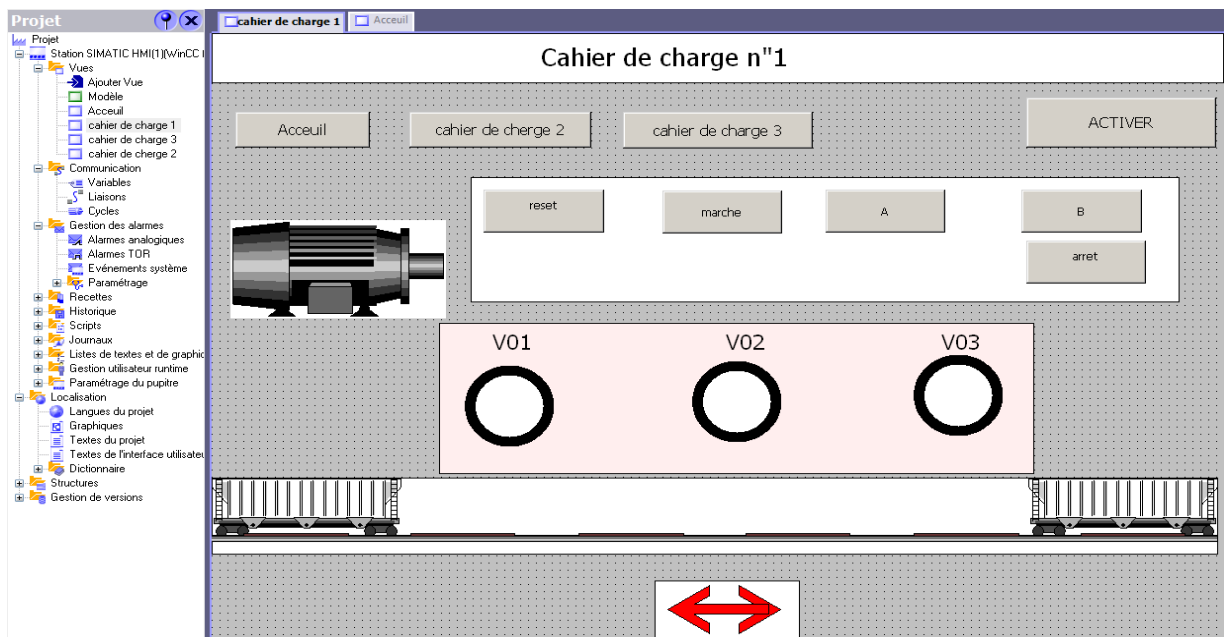 Projet
Projet
Station SIMATIC HMI(1)(WinCC
Vues
Ajouter Vue
Modèle
Acceuil
cahier de charge 1
cahier de charge 3
cahier de cherge 2
Communication
Variables
Liaisons
Cycles
Gestion des alarmes
Alarmes analogiques
Alarmes TOR
Evénements système
Paramétrage
Recettes
Historique
Scripts
Journaux
Listes de textes et de graphic
Gestion utilisateur runtime
Paramétrage du pupitre
Localisation
Langues du projet
Graphiques
Textes du projet
Textes de l'interface utilisateu
Dictionnaire
Structures
Gestion de versions
cahier de charge 1 Acceuil
Cahier de charge n"1
Acceuil cahier de cherge 2 cahier de charge 3 ACTIVER
reset marche A B
arret
V01 V02 V03